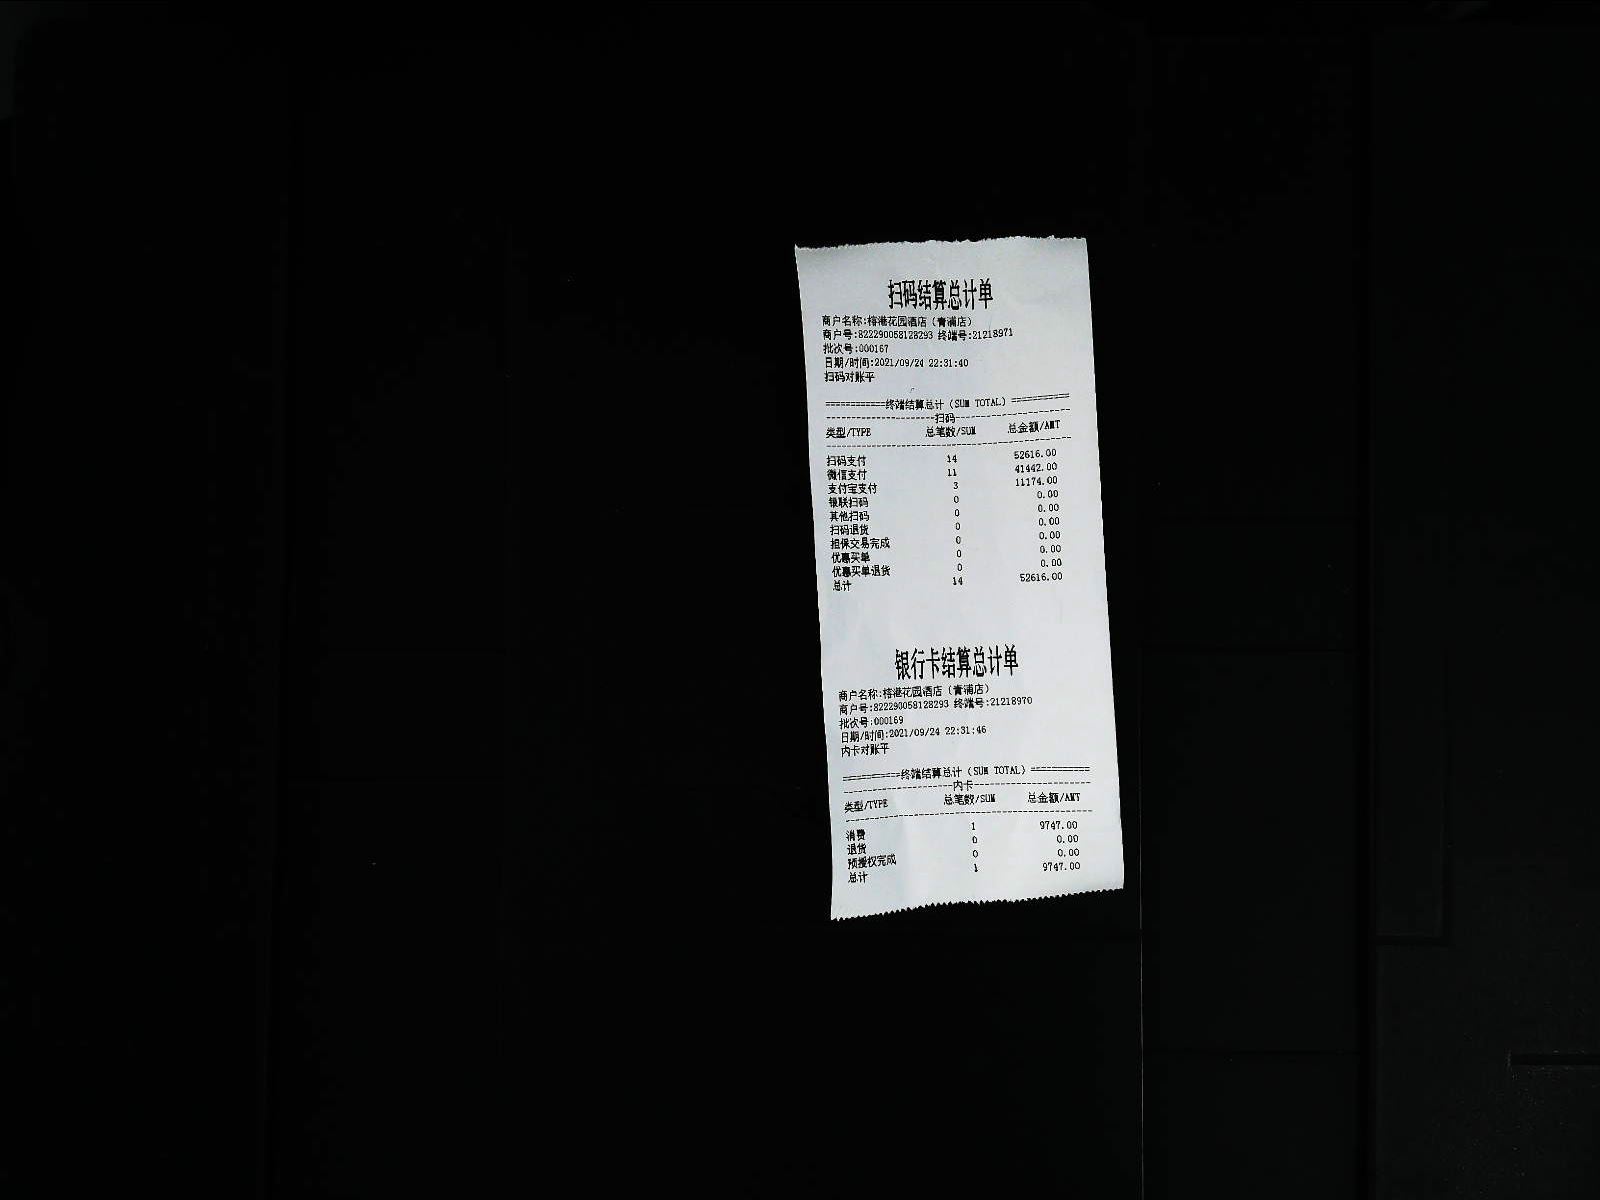 扫码结算总计单
商户名称:榕港花园酒店（青浦店）
商户号:822290058128293 终端号:21218971
批次号:000167
日期/时间:2021/09/24 22:31:40
扫码对账平
============终端结算总计（SUM TOTAL）============
----------------------扫码-----------------------
类型/TYPE 总笔数/SUM 总金额/AMT
扫码支付 14 52616.00
微信支付 11 41442.00
支付宝支付 3 11174.00
银联扫码 0 0.00
其他扫码 0 0.00
扫码退货 0 0.00
担保交易完成 0 0.00
优惠买单 0 0.00
优惠买单退货 0 0.00
总计 14 52616.00
银行卡结算总计单
商户名称:榕港花园酒店（青浦店）
商户号:822290058128293 终端号:21218970
批次号:000169
日期/时间:2021/09/24 22:31:46
内卡对账平
============终端结算总计（SUM TOTAL）============
----------------------内卡-----------------------
类型/TYPE 总笔数/SUM 总金额/AMT
消费 1 9747.00
退货 0 0.00
预授权完成 0 0.00
总计 1 9747.00